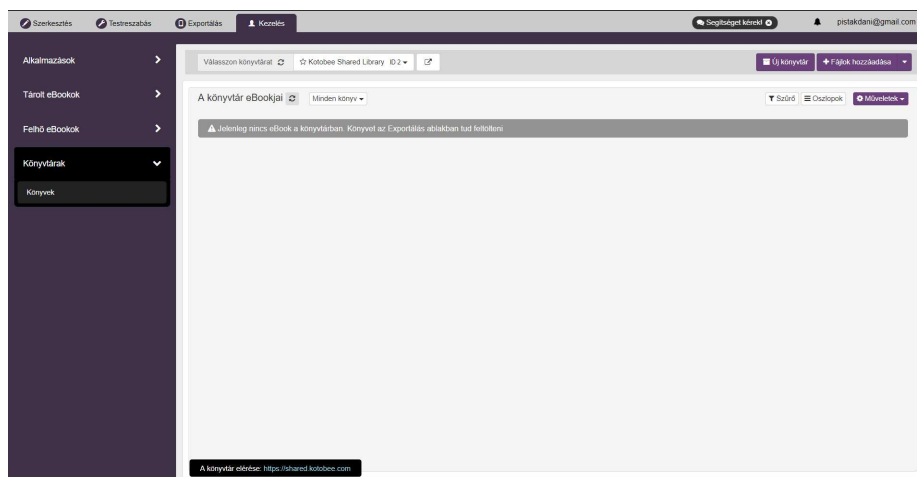 Szerkesztés Testreszabás Exportálás Kezelés Segítséget kérek! pistakdani@gmail.com
Alkalmazások
Tárolt eBookok
Felhő eBookok
Könyvtárak
Könyvek
Válasszon könyvtárat Kotobee Shared Library ID 2 Új könyvtár Fájlok hozzáadása
A könyvtár eBookjai Minden könyv Szűrő Oszlopok Műveletek
Jelenleg nincs eBook a könyvtárban. Könyvet az Exportálás ablakban tud feltölteni
A könyvtár elérése: https://shared.kotobee.com